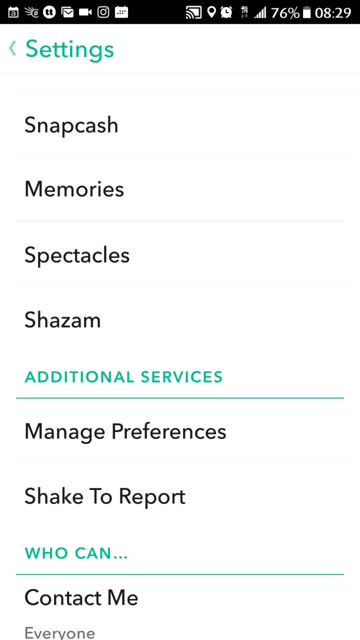 76% 08:29
Settings
Snapcash
Memories
Spectacles
Shazam
ADDITIONAL SERVICES
Manage Preferences
Shake To Report
WHO CAN...
Contact Me
Everyone